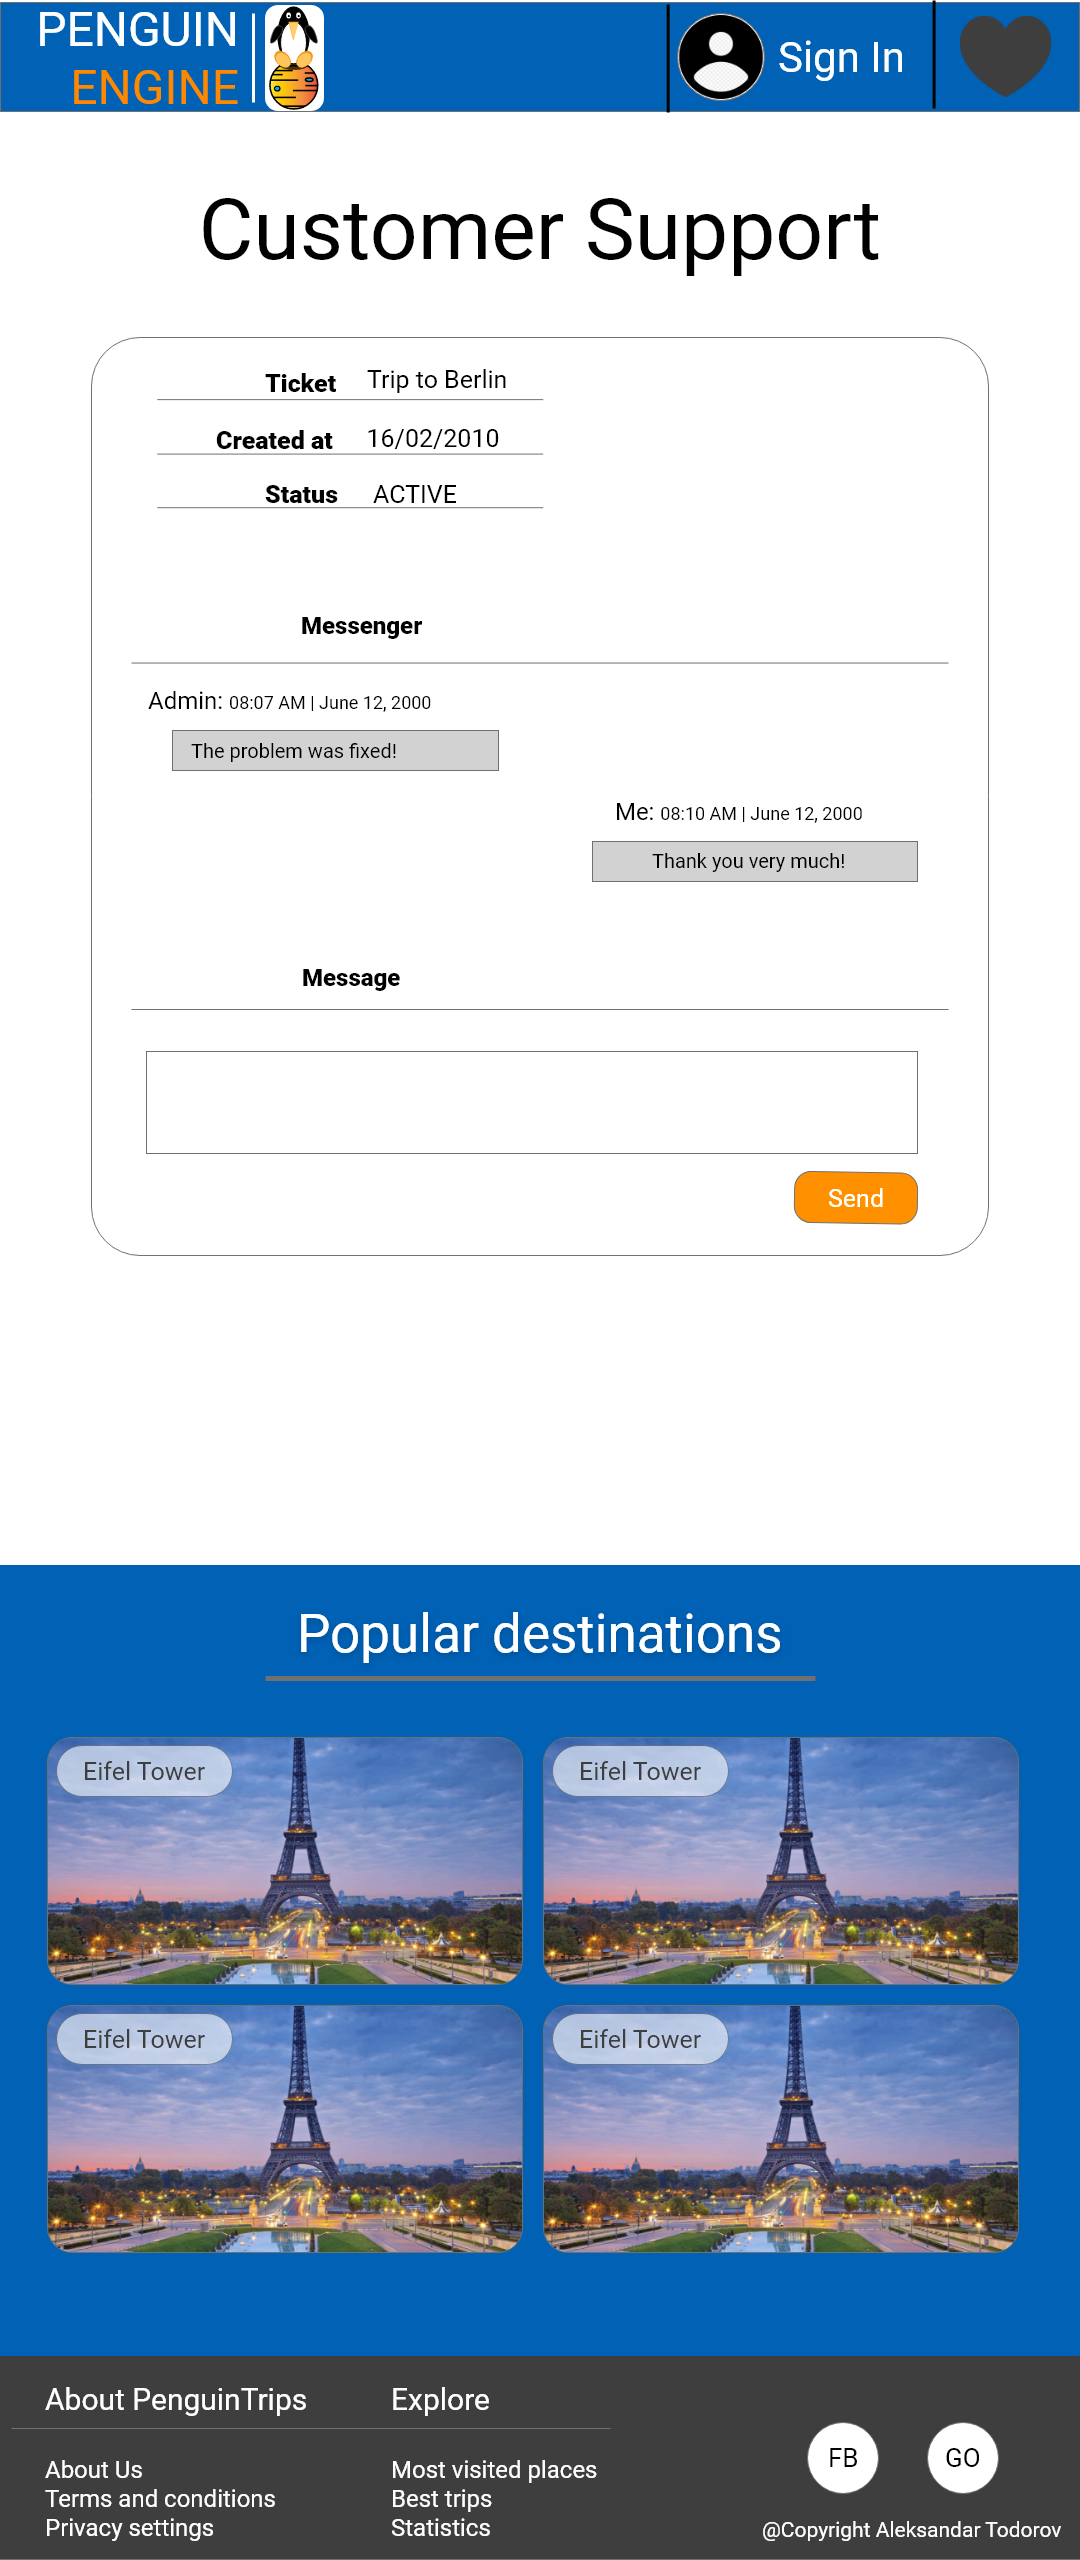 PENGUIN
ENGINE
Sign In
Customer Support
Ticket Trip to Berlin
Created at 16/02/2010
Status ACTIVE
Messenger
Admin: 08:07 AM | June 12, 2000
The problem was fixed!
Me: 08:10 AM | June 12, 2000
Thank you very much!
Message
Send
Popular destinations
Eifel Tower
Eifel Tower
Eifel Tower
Eifel Tower
About PenguinTrips
About Us
Terms and conditions
Privacy settings
Explore
Most visited places
Best trips
Statistics
FB
GO
@Copyright Aleksandar Todorov